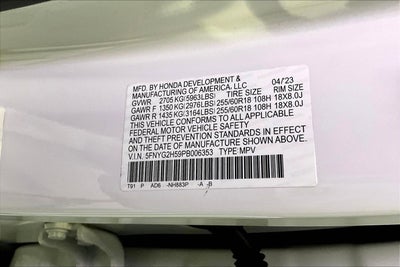 MFD. BY HONDA DEVELOPMENT & 04/23
MANUFACTURING OF AMERICA, LLC TIRE SIZE RIM SIZE
GVWR 2705 KG(5963LBS)
GAWR F 1350 KG(2976LBS) 255/60R18 108H 18X8.0J
GAWR R 1435 KG(3164LBS) 255/60R18 108H 18X8.0J
THIS VEHICLE CONFORMS TO ALL APPLICABLE
FEDERAL MOTOR VEHICLE SAFETY
AND THEFT PREVENTION STANDARDS IN EFFECT
ON THE DATE OF MANUFACTURE SHOWN ABOVE.
V.I.N. 5FNYG2H59PB006353 TYPE MPV
T91 P AD6 -NH883P -A -B